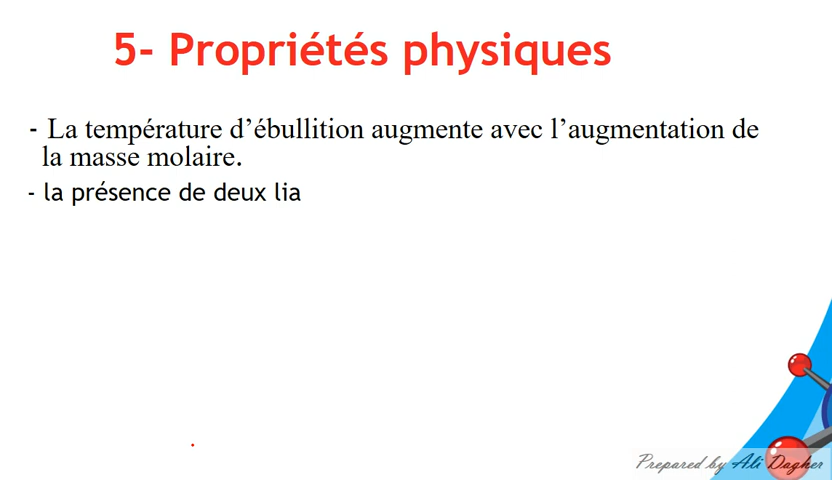 5- Propriétés physiques
- La température d’ébullition augmente avec l’augmentation de
la masse molaire.
- la présence de deux lia
Prepared by Ali Dagher